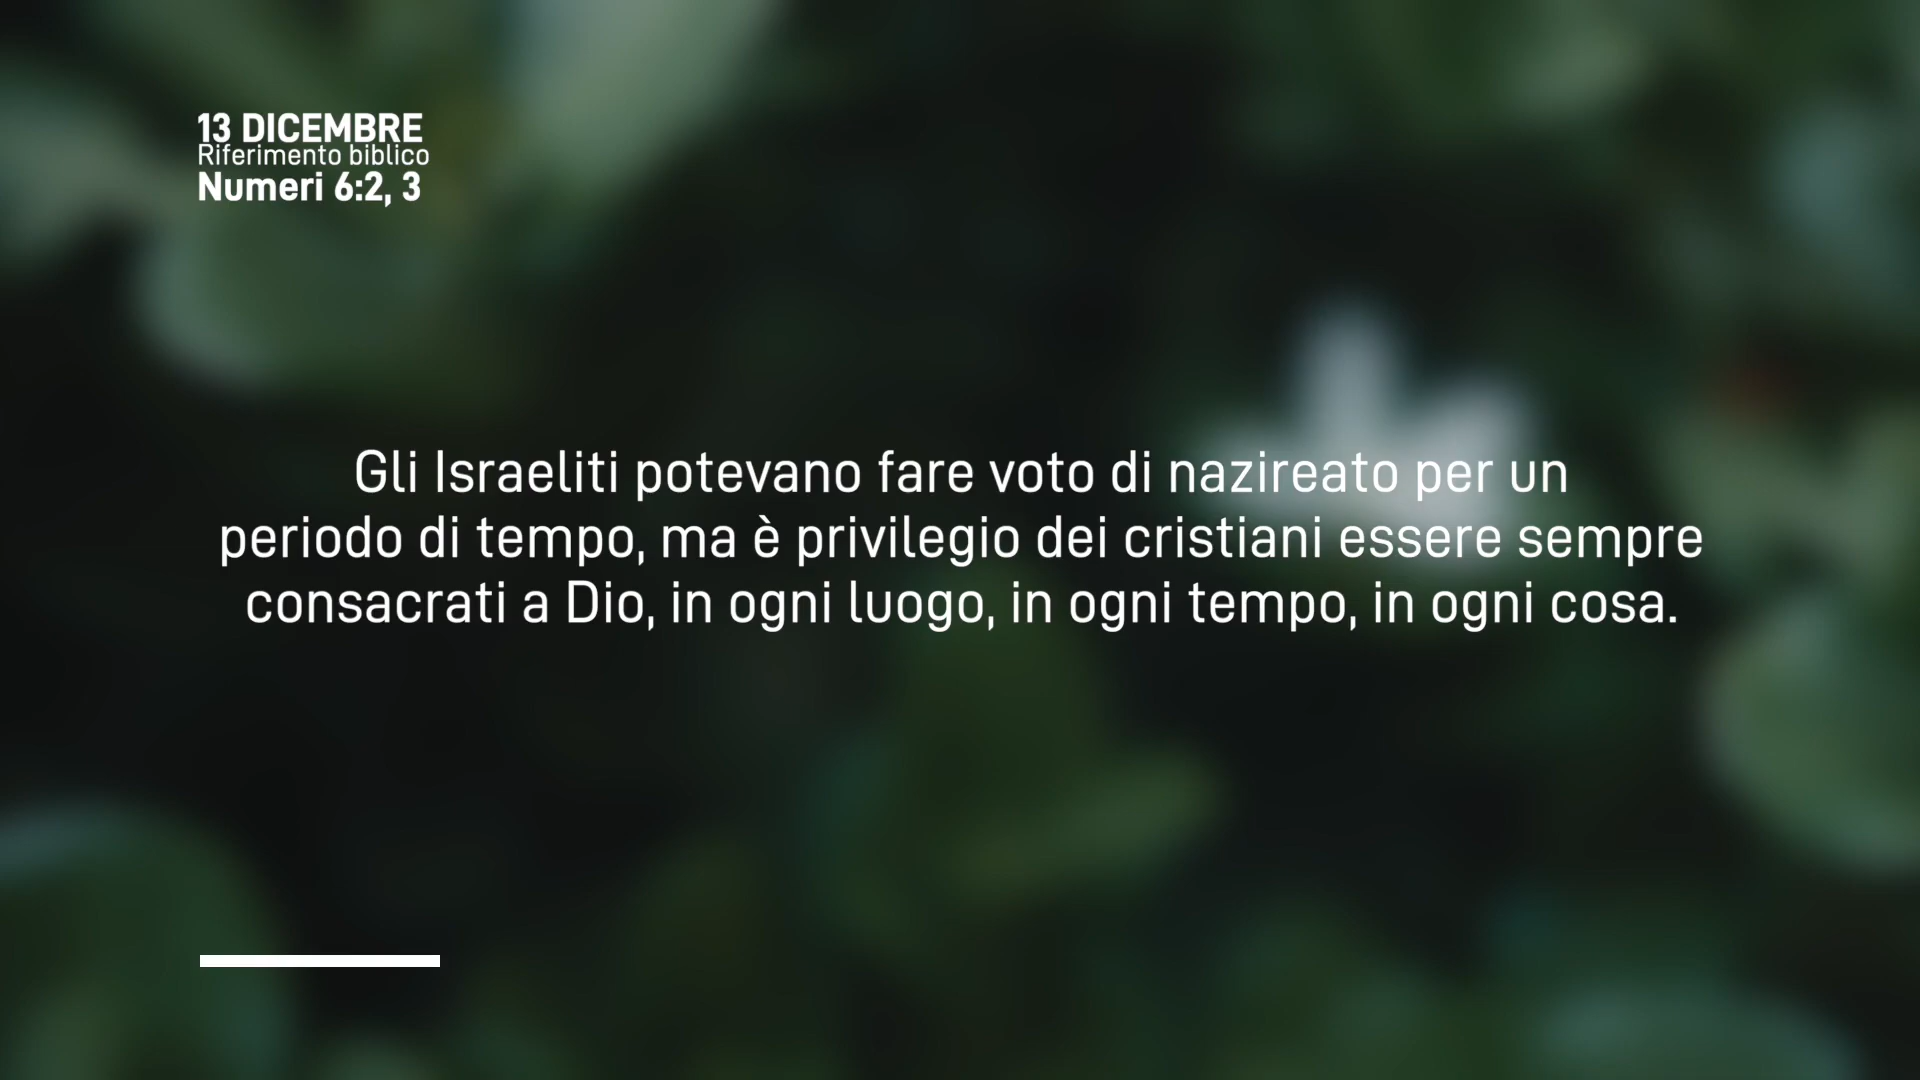 13 DICEMBRE
Riferimento biblico
Numeri 6:2, 3
Gli Israeliti potevano fare voto di nazireato per un
periodo di tempo, ma è privilegio dei cristiani essere sempre
consacrati a Dio, in ogni luogo, in ogni tempo, in ogni cosa.